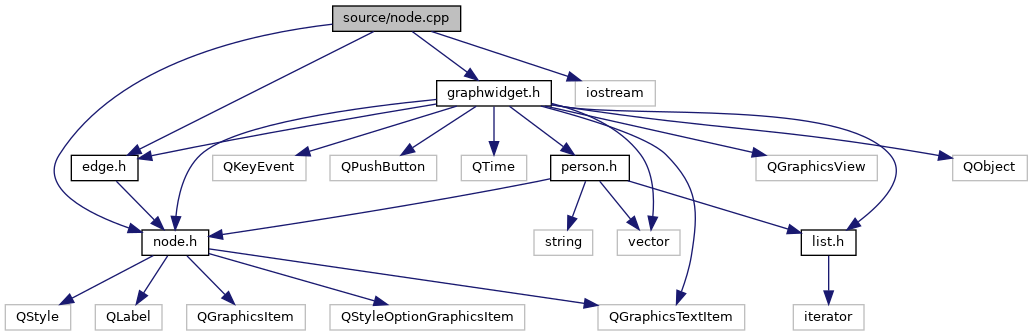 source/node.cpp
graphwidget.h
iostream
edge.h
QKeyEvent
QPushButton
QTime
person.h
QGraphicsView
QObject
node.h
string
vector
list.h
QStyle
QLabel
QGraphicsItem
QStyleOptionGraphicsItem
QGraphicsTextItem
iterator